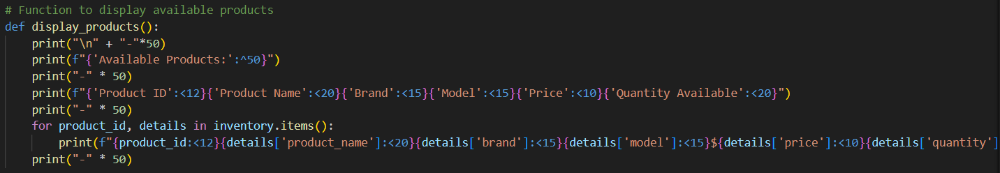 # Function to display available products
def display_products():
    print("\n" + "-"*50)
    print(f"{'Available Products:':^50}")
    print("-" * 50)
    print(f"{'Product ID':<12}{'Product Name':<20}{'Brand':<15}{'Model':<15}{'Price':<10}{'Quantity Available':<20}")
    print("-" * 50)
    for product_id, details in inventory.items():
        print(f"{product_id:<12}{details['product_name']:<20}{details['brand']:<15}{details['model']:<15}${details['price']:<10}{details['quantity']
    print("-" * 50)